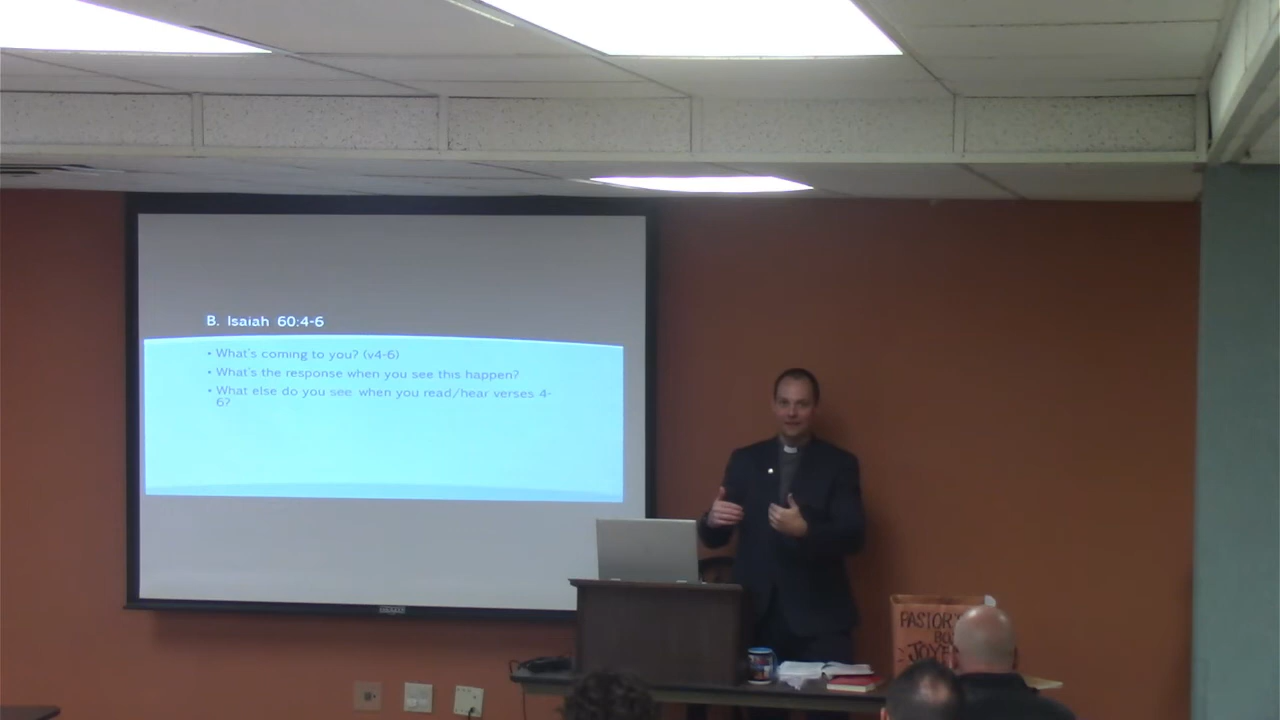 B. Isaiah 60:4-6
• What's coming to you? (v4-6)
• What's the response when you see this happen?
• What else do you see when you read/hear verses 4-
6?
PASTOR'